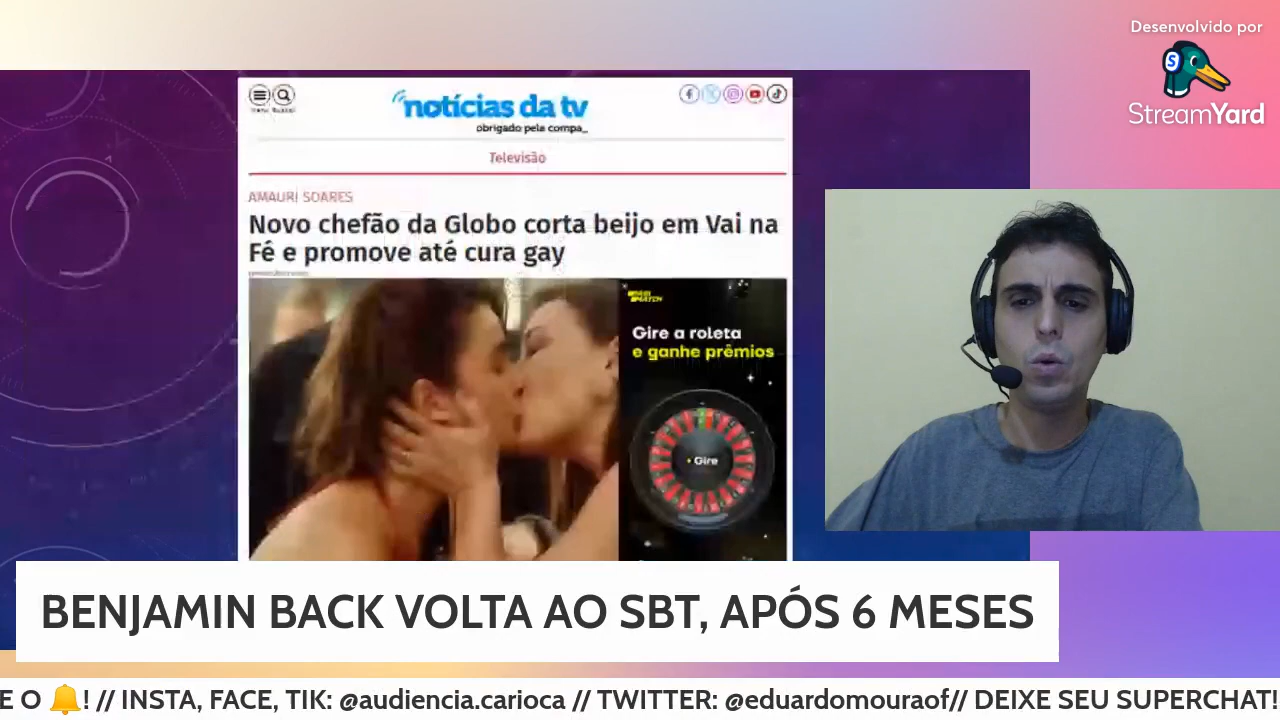 Desenvolvido por
StreamYard
notícias da tv
obrigado pela compa_
Televisão
AMAURI SOARES
Novo chefão da Globo corta beijo em Vai na
Fé e promove até cura gay
Gire a roleta
e ganhe prêmios
Gire
BENJAMIN BACK VOLTA AO SBT, APÓS 6 MESES
E O 🔔! // INSTA, FACE, TIK: @audiencia.carioca // TWITTER: @eduardomouraof// DEIXE SEU SUPERCHAT!